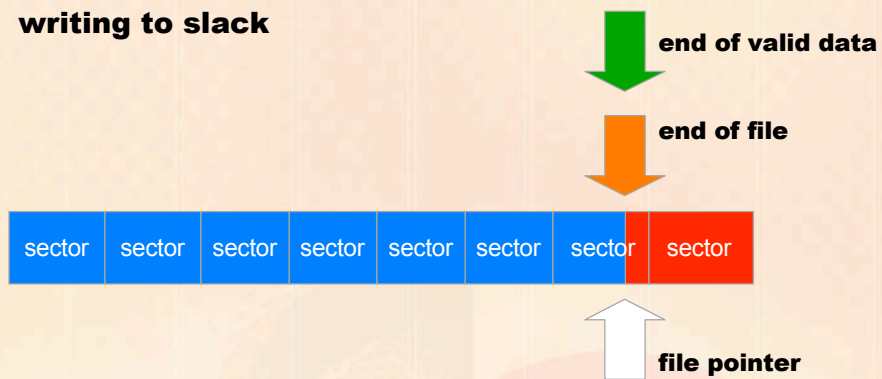 writing to slack
end of valid data
end of file
sector sector sector sector sector sector sector sector
file pointer